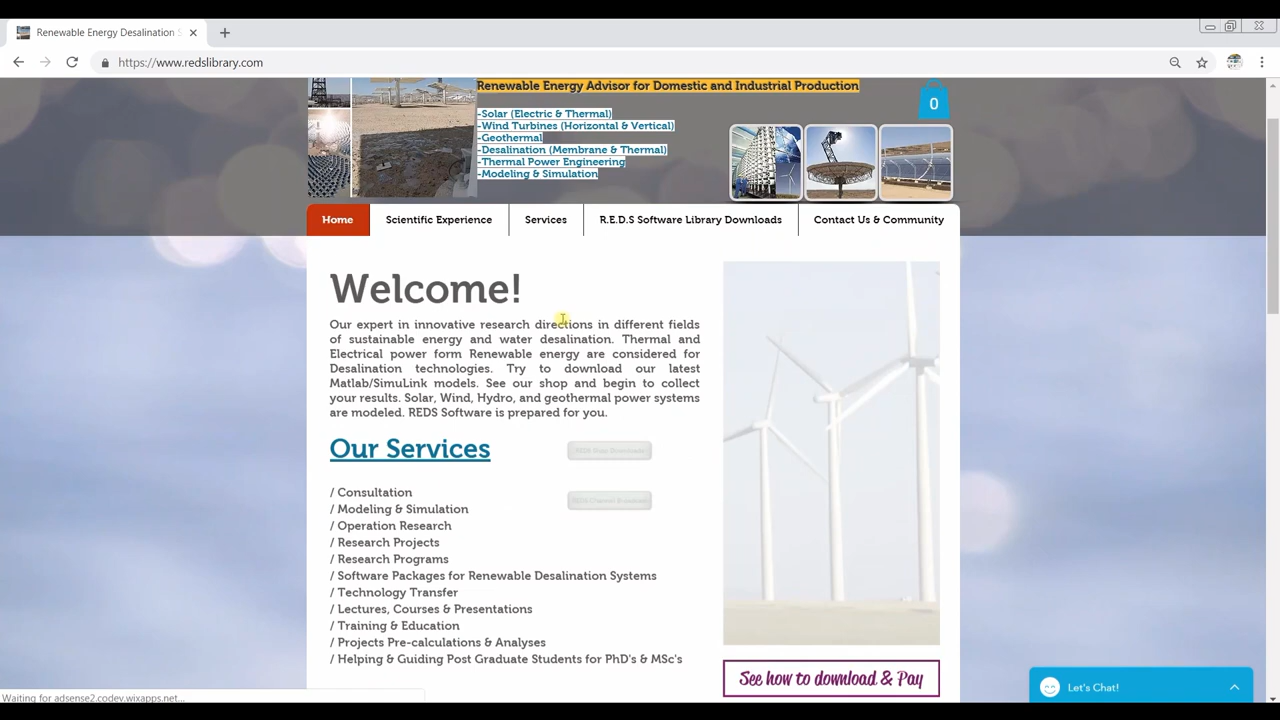 Renewable Energy Desalination S
https://www.redslibrary.com
Renewable Energy Advisor for Domestic and Industrial Production
0
-Solar (Electric & Thermal)
-Wind Turbines (Horizontal & Vertical)
-Geothermal
-Desalination (Membrane & Thermal)
-Thermal Power Engineering
-Modeling & Simulation
Home Scientific Experience Services R.E.D.S Software Library Downloads Contact Us & Community
Welcome!
Our expert in innovative research directions in different fields
of sustainable energy and water desalination. Thermal and
Electrical power form Renewable energy are considered for
Desalination technologies. Try to download our latest
Matlab/SimuLink models. See our shop and begin to collect
your results. Solar, Wind, Hydro, and geothermal power systems
are modeled. REDS Software is prepared for you.
Our Services
/ Consultation
/ Modeling & Simulation
/ Operation Research
/ Research Projects
/ Research Programs
/ Software Packages for Renewable Desalination Systems
/ Technology Transfer
/ Lectures, Courses & Presentations
/ Training & Education
/ Projects Pre-calculations & Analyses
/ Helping & Guiding Post Graduate Students for PhD's & MSc's
See how to download & Pay
Let's Chat!
Waiting for adsense2.codev.wixapps.net...